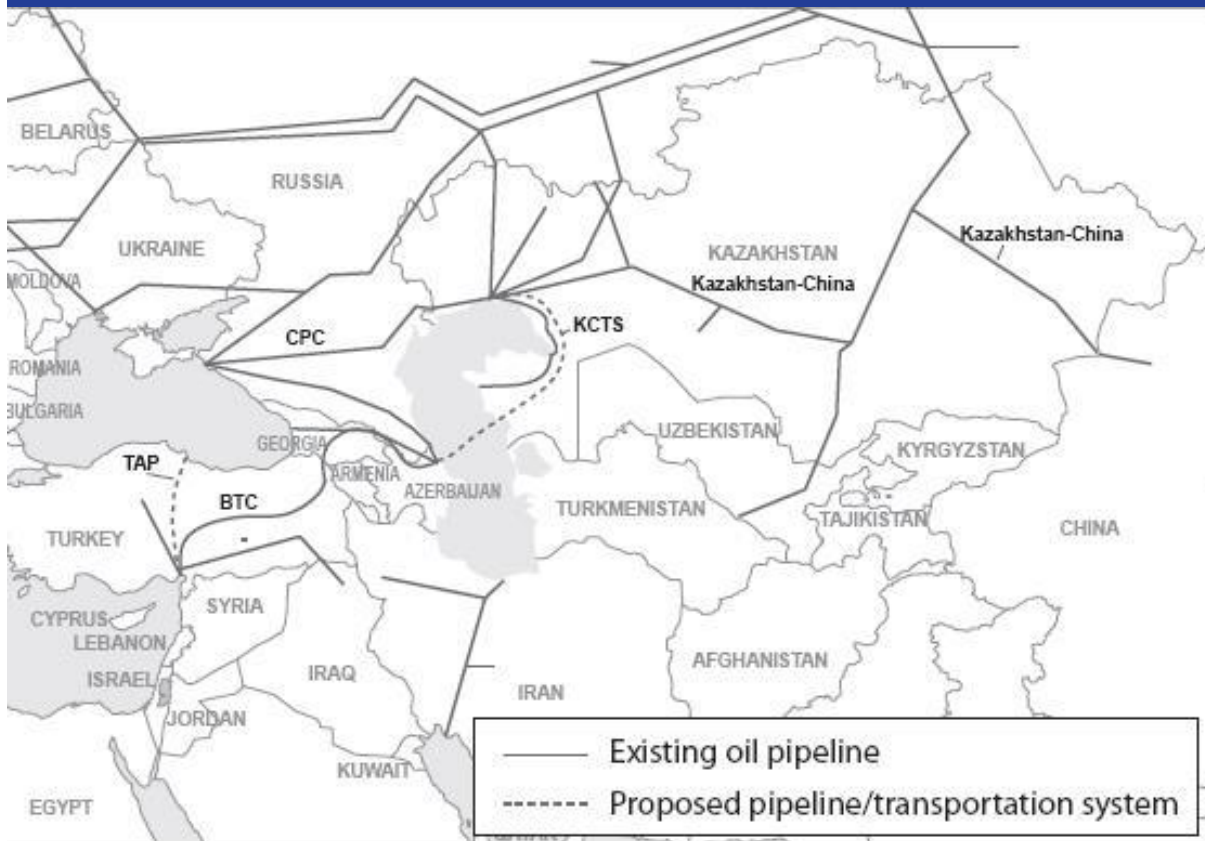 BELARUS
RUSSIA
UKRAINE
Kazakhstan-China
KAZAKHSTAN
MOLDOVA
Kazakhstan-China
KCTS
CPC
ROMANIA
BULGARIA
UZBEKISTAN
GEORGIA
KYRGYZSTAN
TAP
ARMENIA
AZERBAIJAN
BTC
TURKMENISTAN
TAJIKISTAN
CHINA
TURKEY
SYRIA
CYPRUS
LEBANON
AFGHANISTAN
ISRAEL
IRAQ
IRAN
JORDAN
KUWAIT
EGYPT
Existing oil pipeline
Proposed pipeline/transportation system